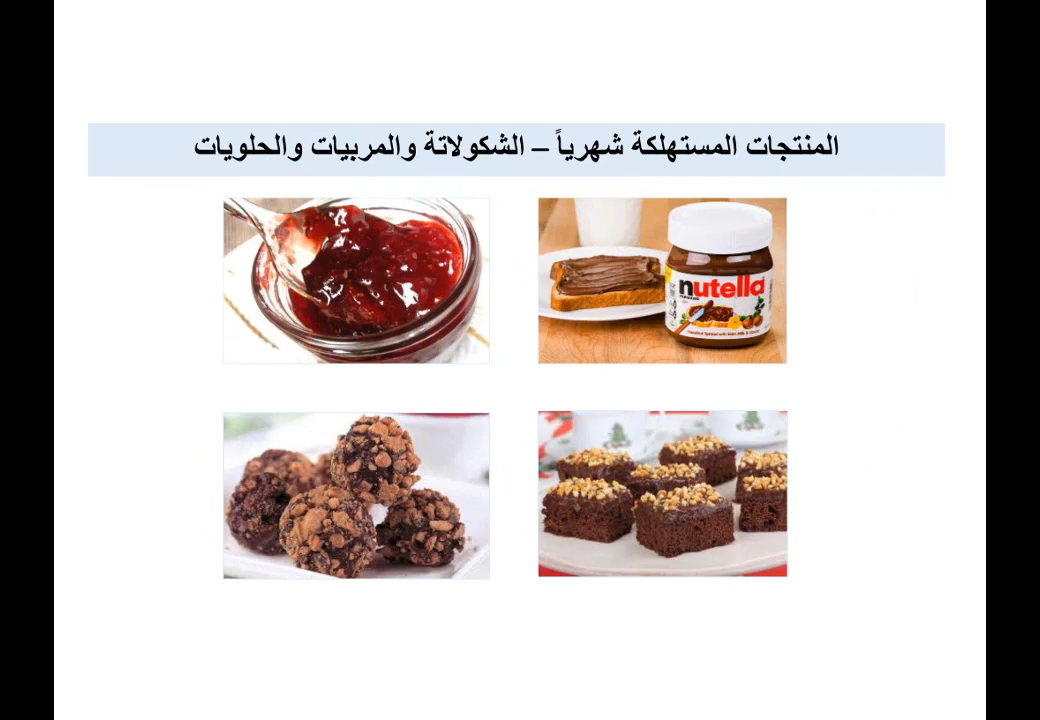 المنتجات المستهلكة شهرياً – الشكولاتة والمربيات والحلويات
nutella